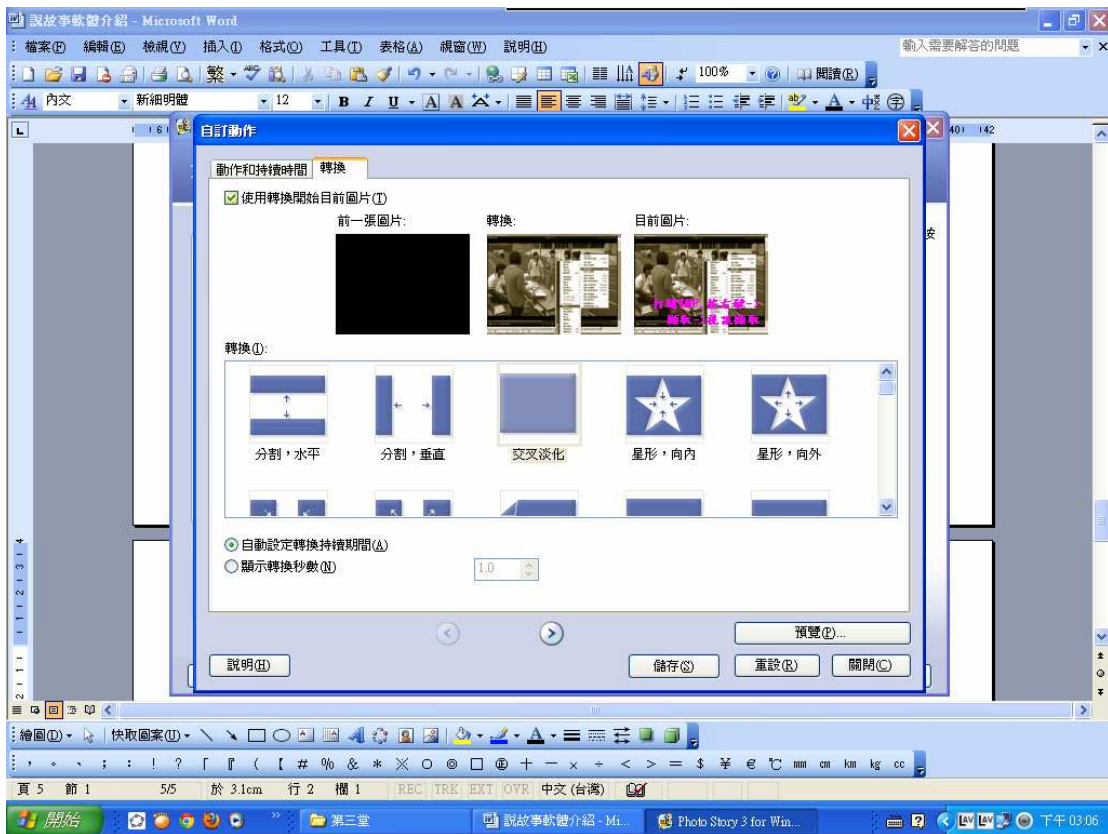 說故事軟體介紹 - Microsoft Word
檔案(F) 編輯(E) 檢視(V) 插入(I) 格式(O) 工具(T) 表格(A) 視窗(W) 說明(H) 輸入需要解答的問題
繁 100% 閱讀(R)
內文 新細明體 12 B I U A A A
自訂動作
動作和持續時間 轉換
使用轉換開始目前圖片(T)
前一張圖片: 轉換: 目前圖片:
轉換(I):
分割，水平 分割，垂直 交叉淡化 星形，向內 星形，向外
自動設定轉換持續期間(A)
顯示轉換秒數(N) 1.0
預覽(P)...
說明(H) 儲存(S) 重設(R) 關閉(C)
繪圖(D) 快取圖案(U)
， 。 、 ； ： ！ ？ 「 『 （ 【 # % & * ※ ○ ◎ □ ㊣ ＋ － × ÷ ＜ ＞ ＝ $ ¥ € ℃ mm cm km kg cc
頁 5 節 1 5/5 於 3.1cm 行 2 欄 1 REC TRK EXT OVR 中文 (台灣)
開始 第三堂 說故事軟體介紹 - Mi... Photo Story 3 for Win... 下午 03:06